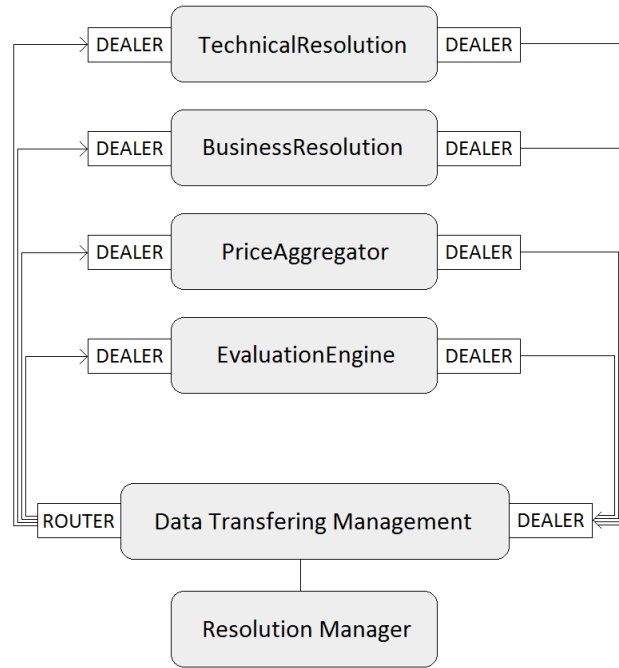 DEALER TechnicalResolution DEALER
DEALER BusinessResolution DEALER
DEALER PriceAggregator DEALER
DEALER EvaluationEngine DEALER
ROUTER Data Transfering Management DEALER
Resolution Manager